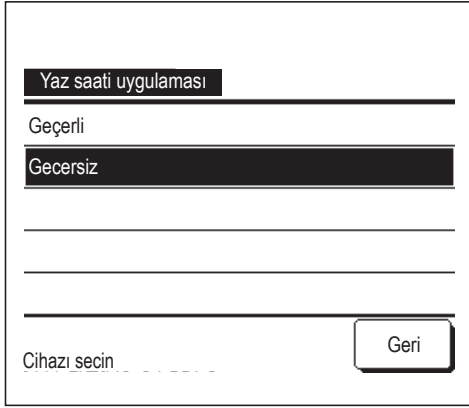 Yaz saati uygulaması
Geçerli
Gecersiz
Geri
Cihazı secin